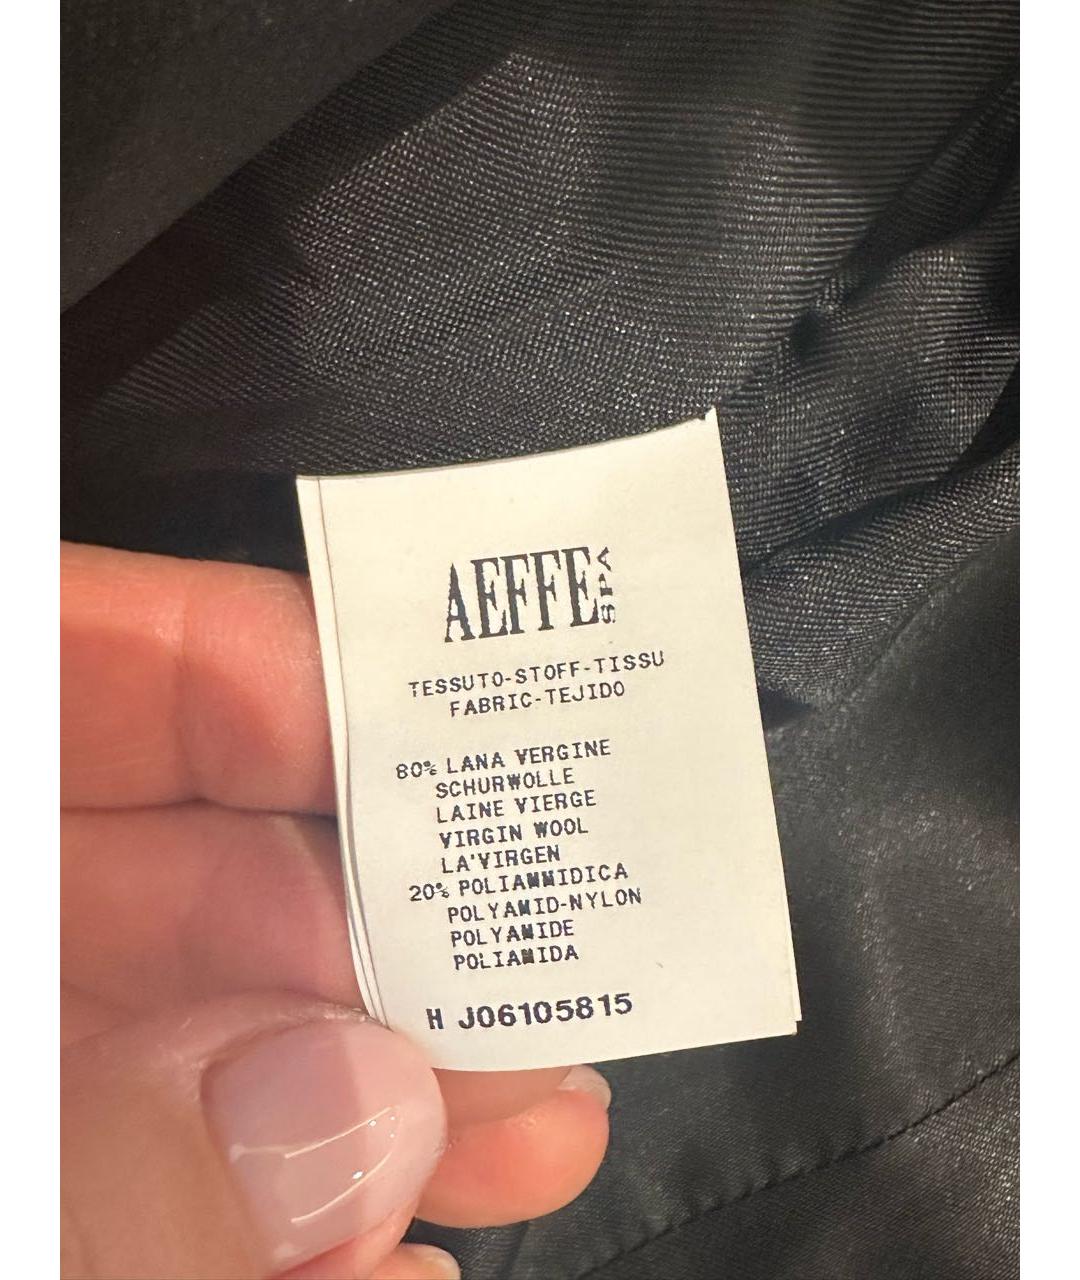 AEFFE SPA
TESSUTO-STOFF-TISSU
FABRIC-TEJIDO
80% LANA VERGINE
SCHURWOLLE
LAINE VIERGE
VIRGIN WOOL
LA'VIRGEN
20% POLIAMMIDICA
POLYAMID-NYLON
POLYAMIDE
POLIAMIDA
H J06105815